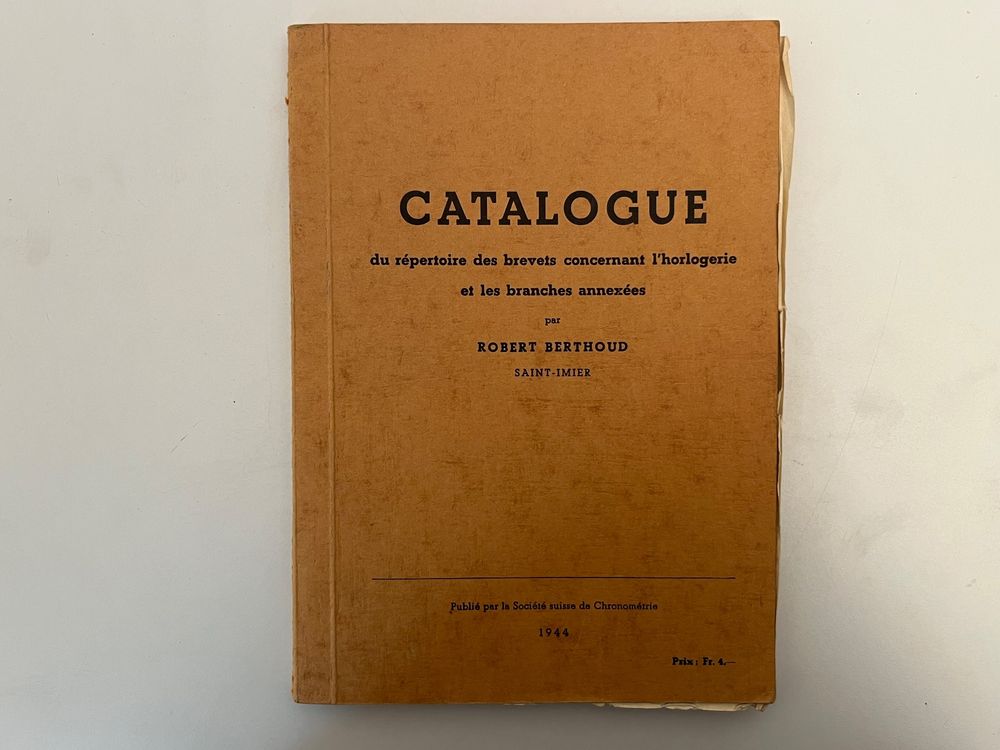 CATALOGUE
du répertoire des brevets concernant l'horlogerie
et les branches annexées
par
ROBERT BERTHOUD
SAINT-IMIER
Publié par la Société suisse de Chronométrie
1944
Prix : Fr. 4.—